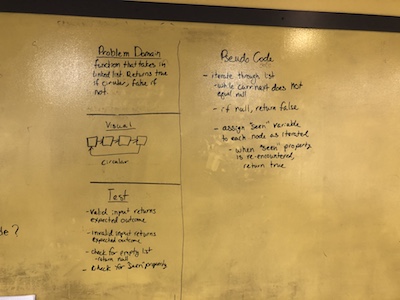 Problem Domain
function that takes in
linked list. Returns true
if circular, false if
not.
Visual
circular
Test
- Valid input returns
expected outcome
- invalid input returns
expected outcome
- check for empty list
- return null
- check for "seen" property
de?
Pseudo Code
- iterate through list
- while curr.next does not
equal null
- if null, return false
- assign "seen" variable
to each node as iterated
- when "seen" property
is re-encountered,
return true